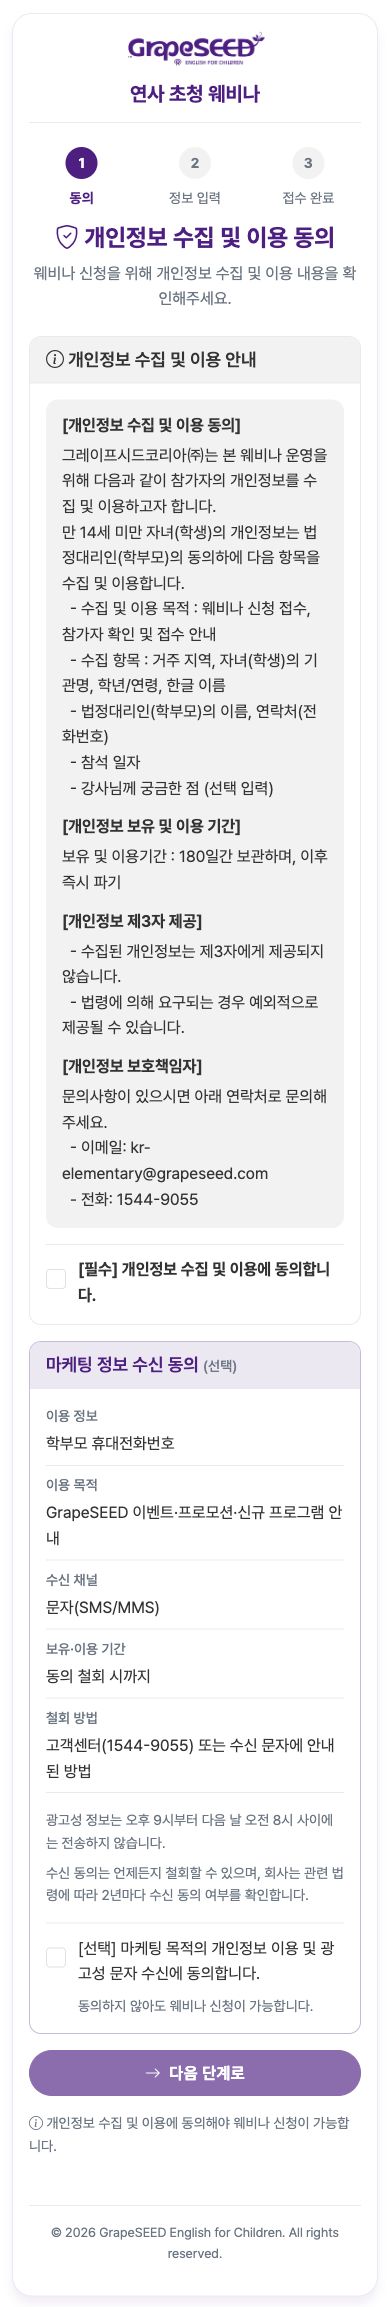 GrapeSEED
ENGLISH FOR CHILDREN
연사 초청 웨비나
1 2 3
동의 정보 입력 접수 완료
개인정보 수집 및 이용 동의
웨비나 신청을 위해 개인정보 수집 및 이용 내용을 확
인해주세요.
개인정보 수집 및 이용 안내
[개인정보 수집 및 이용 동의]
그레이프시드코리아㈜는 본 웨비나 운영을
위해 다음과 같이 참가자의 개인정보를 수
집 및 이용하고자 합니다.
만 14세 미만 자녀(학생)의 개인정보는 법
정대리인(학부모)의 동의하에 다음 항목을
수집 및 이용합니다.
- 수집 및 이용 목적 : 웨비나 신청 접수,
참가자 확인 및 접수 안내
- 수집 항목 : 거주 지역, 자녀(학생)의 기
관명, 학년/연령, 한글 이름
- 법정대리인(학부모)의 이름, 연락처(전
화번호)
- 참석 일자
- 강사님께 궁금한 점 (선택 입력)
[개인정보 보유 및 이용 기간]
보유 및 이용기간 : 180일간 보관하며, 이후
즉시 파기
[개인정보 제3자 제공]
- 수집된 개인정보는 제3자에게 제공되지
않습니다.
- 법령에 의해 요구되는 경우 예외적으로
제공될 수 있습니다.
[개인정보 보호책임자]
문의사항이 있으시면 아래 연락처로 문의해
주세요.
- 이메일: kr-
elementary@grapeseed.com
- 전화: 1544-9055
[필수] 개인정보 수집 및 이용에 동의합니
다.
마케팅 정보 수신 동의 (선택)
이용 정보
학부모 휴대전화번호
이용 목적
GrapeSEED 이벤트·프로모션·신규 프로그램 안
내
수신 채널
문자(SMS/MMS)
보유·이용 기간
동의 철회 시까지
철회 방법
고객센터(1544-9055) 또는 수신 문자에 안내
된 방법
광고성 정보는 오후 9시부터 다음 날 오전 8시 사이에
는 전송하지 않습니다.
수신 동의는 언제든지 철회할 수 있으며, 회사는 관련 법
령에 따라 2년마다 수신 동의 여부를 확인합니다.
[선택] 마케팅 목적의 개인정보 이용 및 광
고성 문자 수신에 동의합니다.
동의하지 않아도 웨비나 신청이 가능합니다.
→ 다음 단계로
개인정보 수집 및 이용에 동의해야 웨비나 신청이 가능합
니다.
© 2026 GrapeSEED English for Children. All rights
reserved.